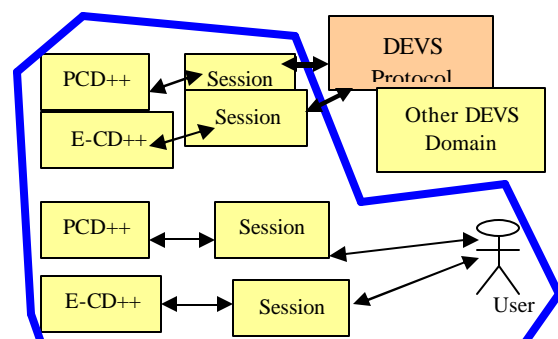 DEVS
Protocol
PCD++
Session
Session
Other DEVS
Domain
E-CD++
PCD++
Session
E-CD++
Session
User